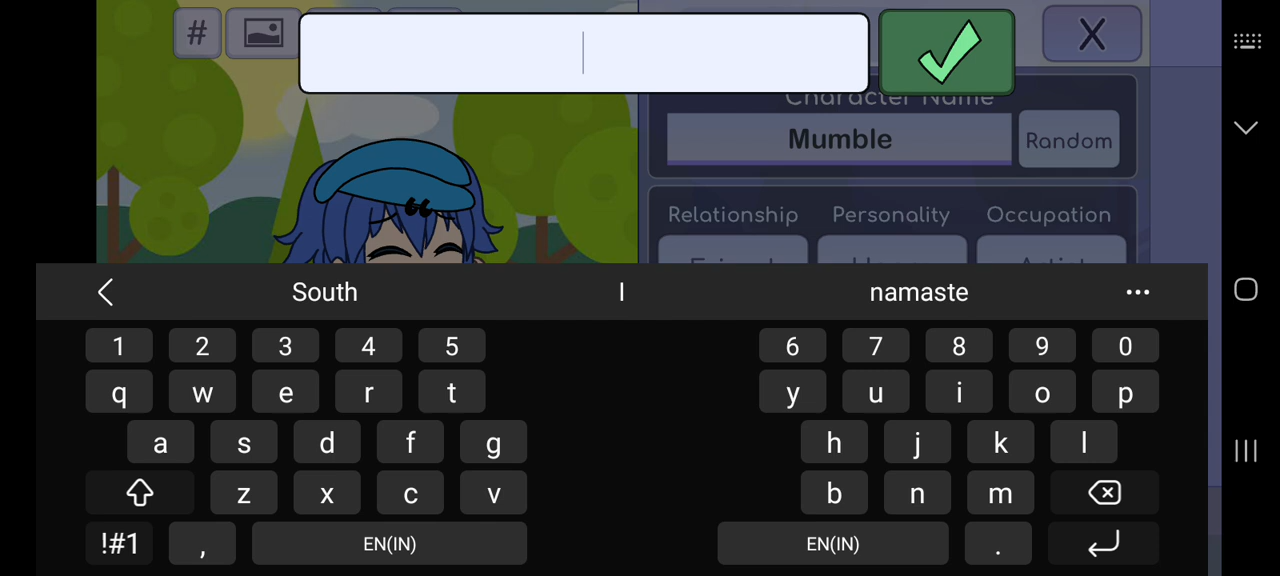 #
X
Character Name
Mumble
Random
Relationship Personality Occupation
South I namaste ...
1 2 3 4 5 6 7 8 9 0
q w e r t y u i o p
a s d f g h j k l
z x c v b n m
!#1 , EN(IN) EN(IN) .